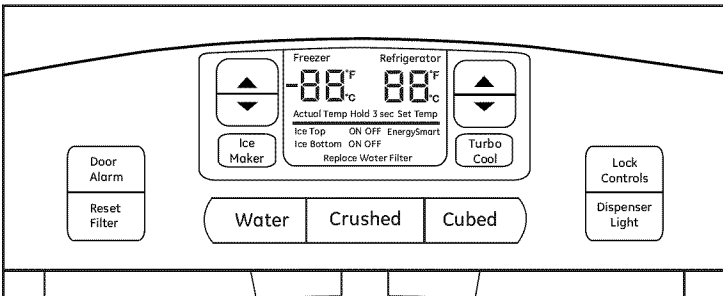 Freezer Refrigerator
-88°F °C 88°F °C
Actual Temp Hold 3 sec Set Temp
Ice Top ON OFF EnergySmart
Ice Bottom ON OFF
Replace Water Filter
Ice
Maker
Turbo
Cool
Door
Alarm
Reset
Filter
Water Crushed Cubed
Lock
Controls
Dispenser
Light